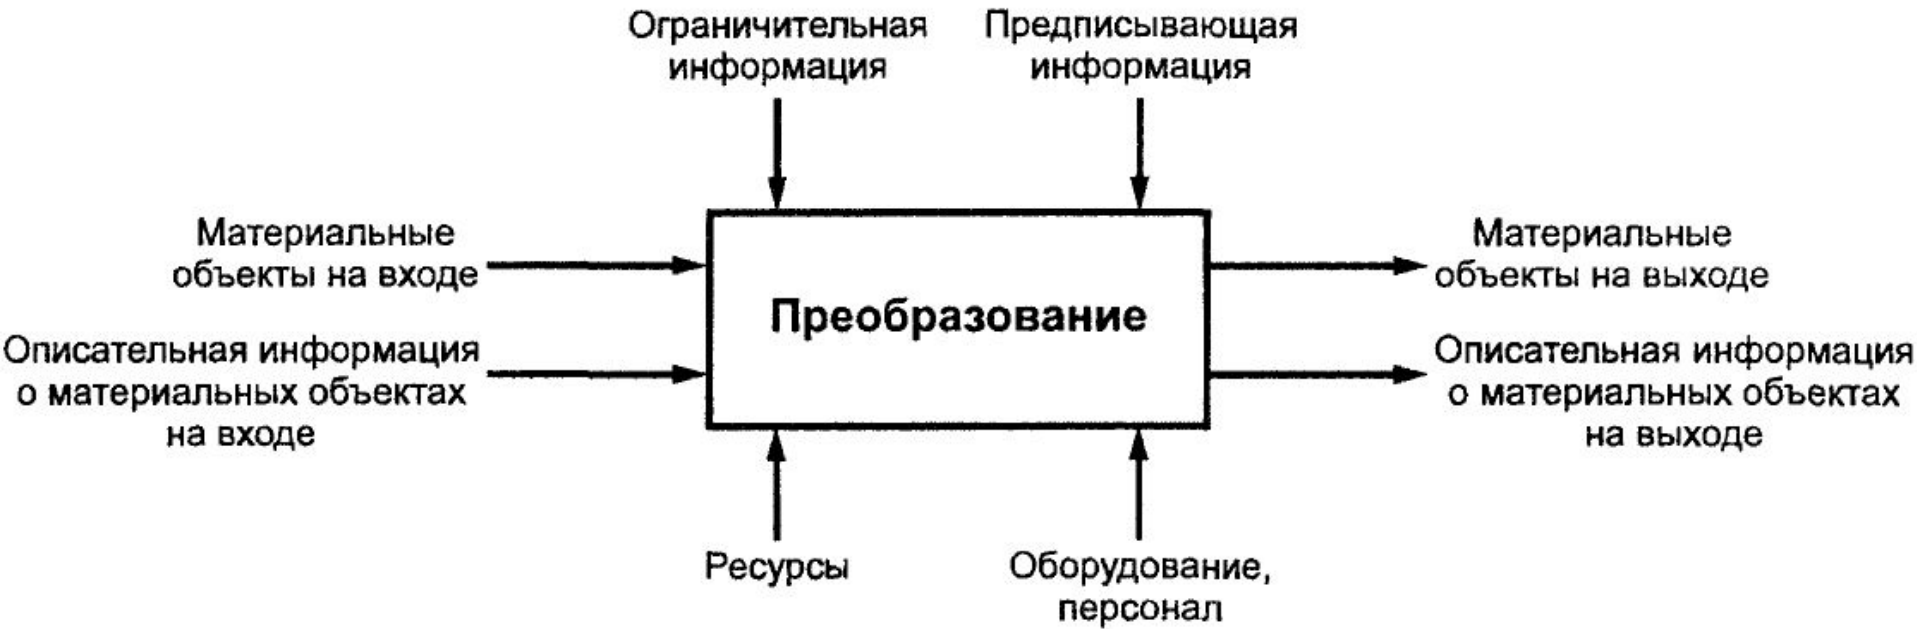 Ограничительная
информация
Предписывающая
информация
Материальные
объекты на входе
Описательная информация
о материальных объектах
на входе
Преобразование
Материальные
объекты на выходе
Описательная информация
о материальных объектах
на выходе
Ресурсы
Оборудование,
персонал